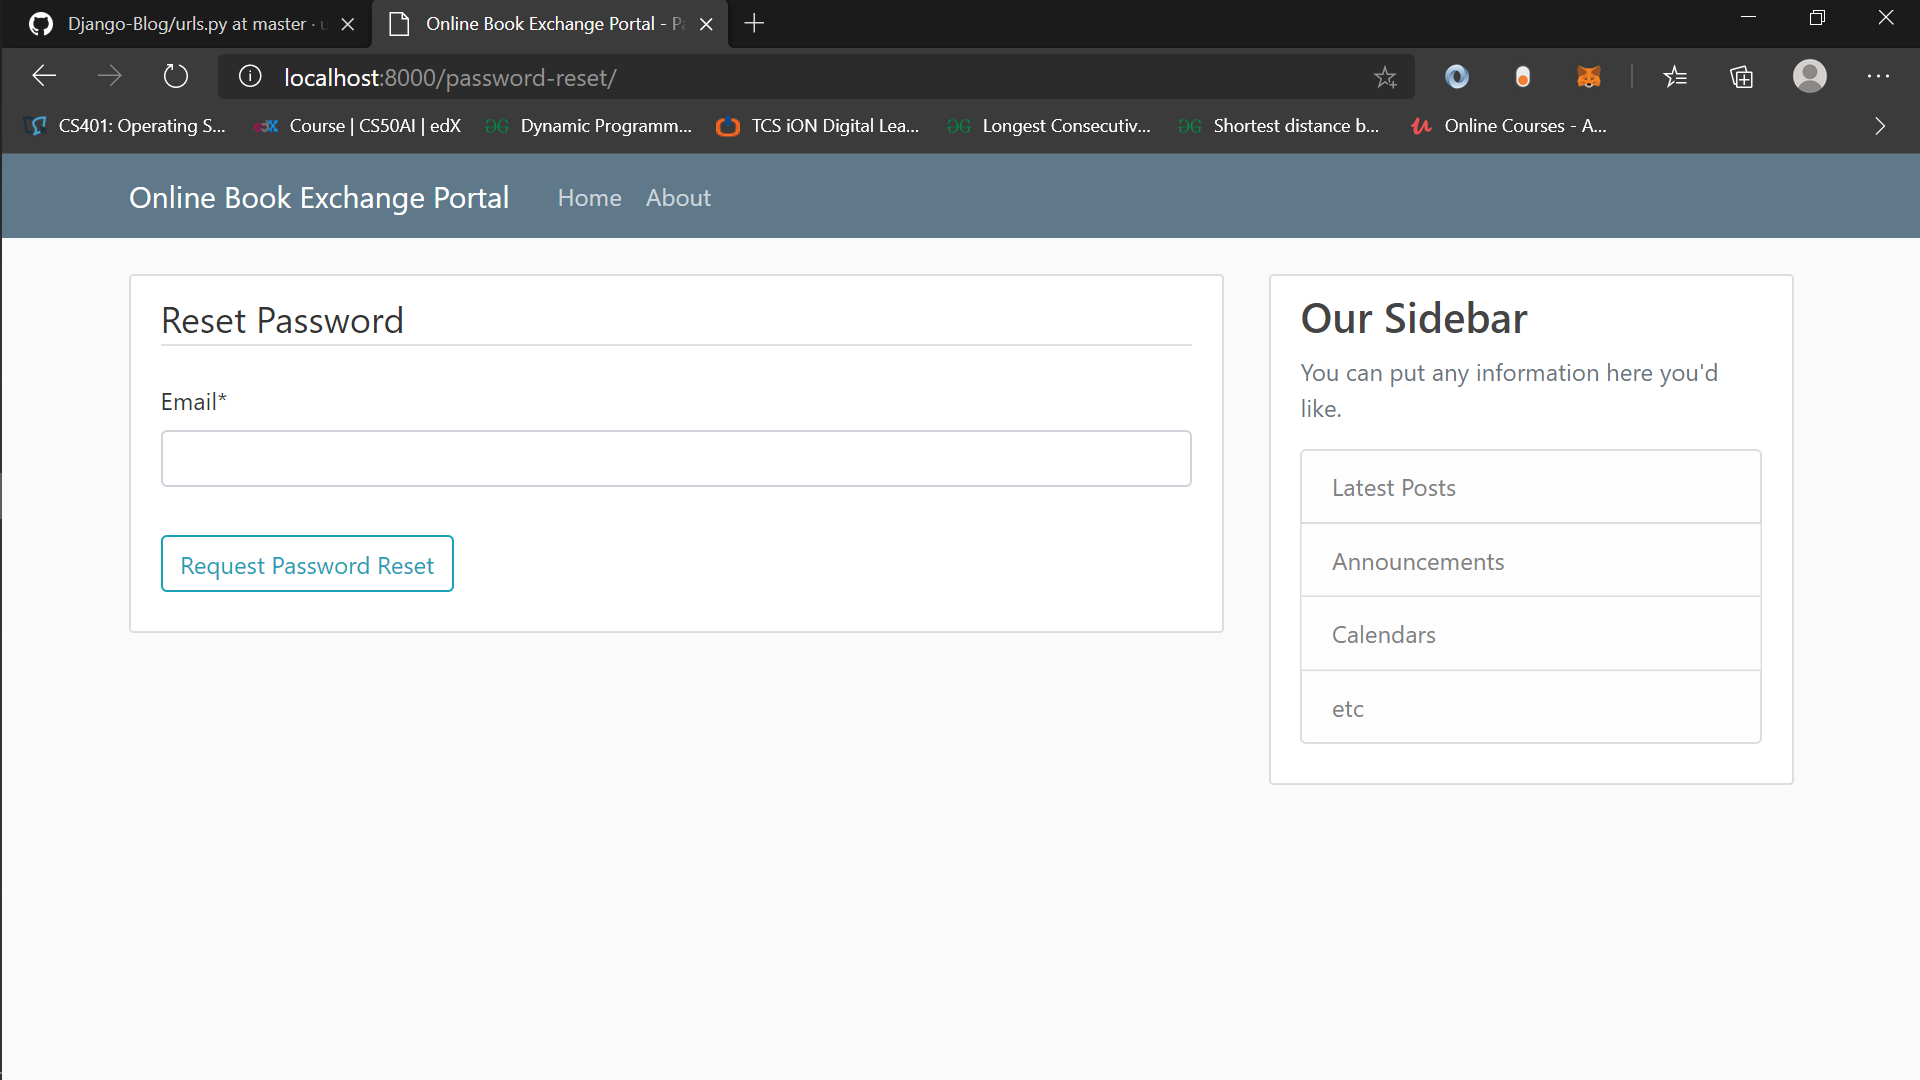 Django-Blog/urls.py at master · u
Online Book Exchange Portal - Pa
localhost:8000/password-reset/
CS401: Operating S...
Course | CS50AI | edX
Dynamic Programm...
TCS iON Digital Lea...
Longest Consecutiv...
Shortest distance b...
Online Courses - A...
Online Book Exchange Portal
Home
About
Reset Password
Email*
Request Password Reset
Our Sidebar
You can put any information here you'd
like.
Latest Posts
Announcements
Calendars
etc